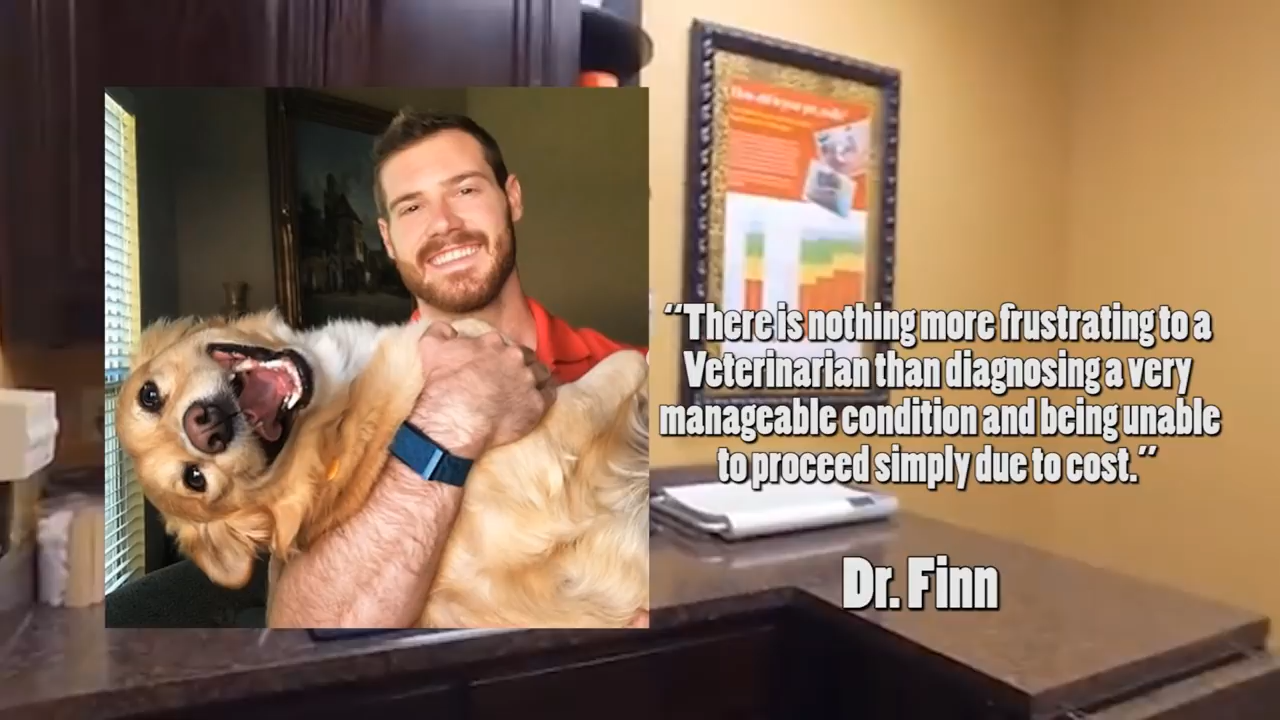 “There is nothing more frustrating to a
Veterinarian than diagnosing a very
manageable condition and being unable
to proceed simply due to cost.”
Dr. Finn